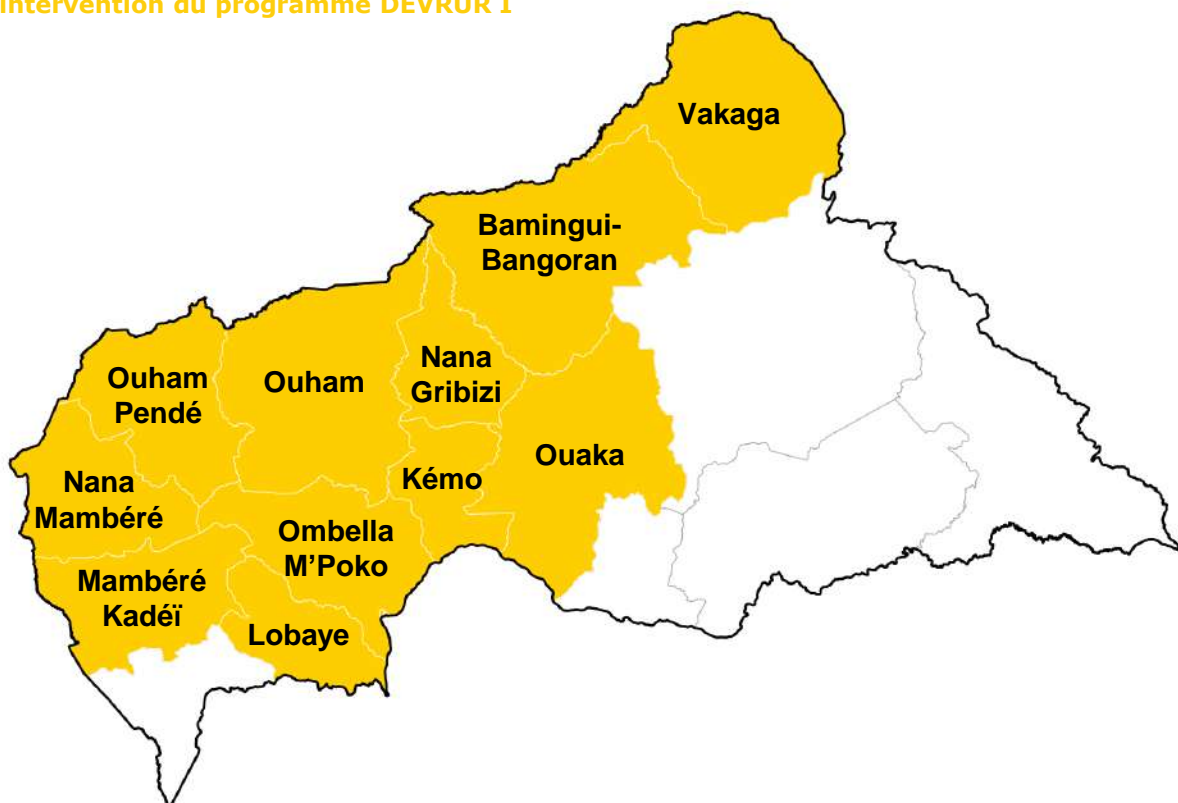 intervention du programme DEVRUR I
Vakaga
Bamingui-
Bangoran
Nana
Gribizi
Ouham
Pendé
Ouham
Ouaka
Kémo
Nana
Mambéré
Ombella
M’Poko
Mambéré
Kadéï
Lobaye